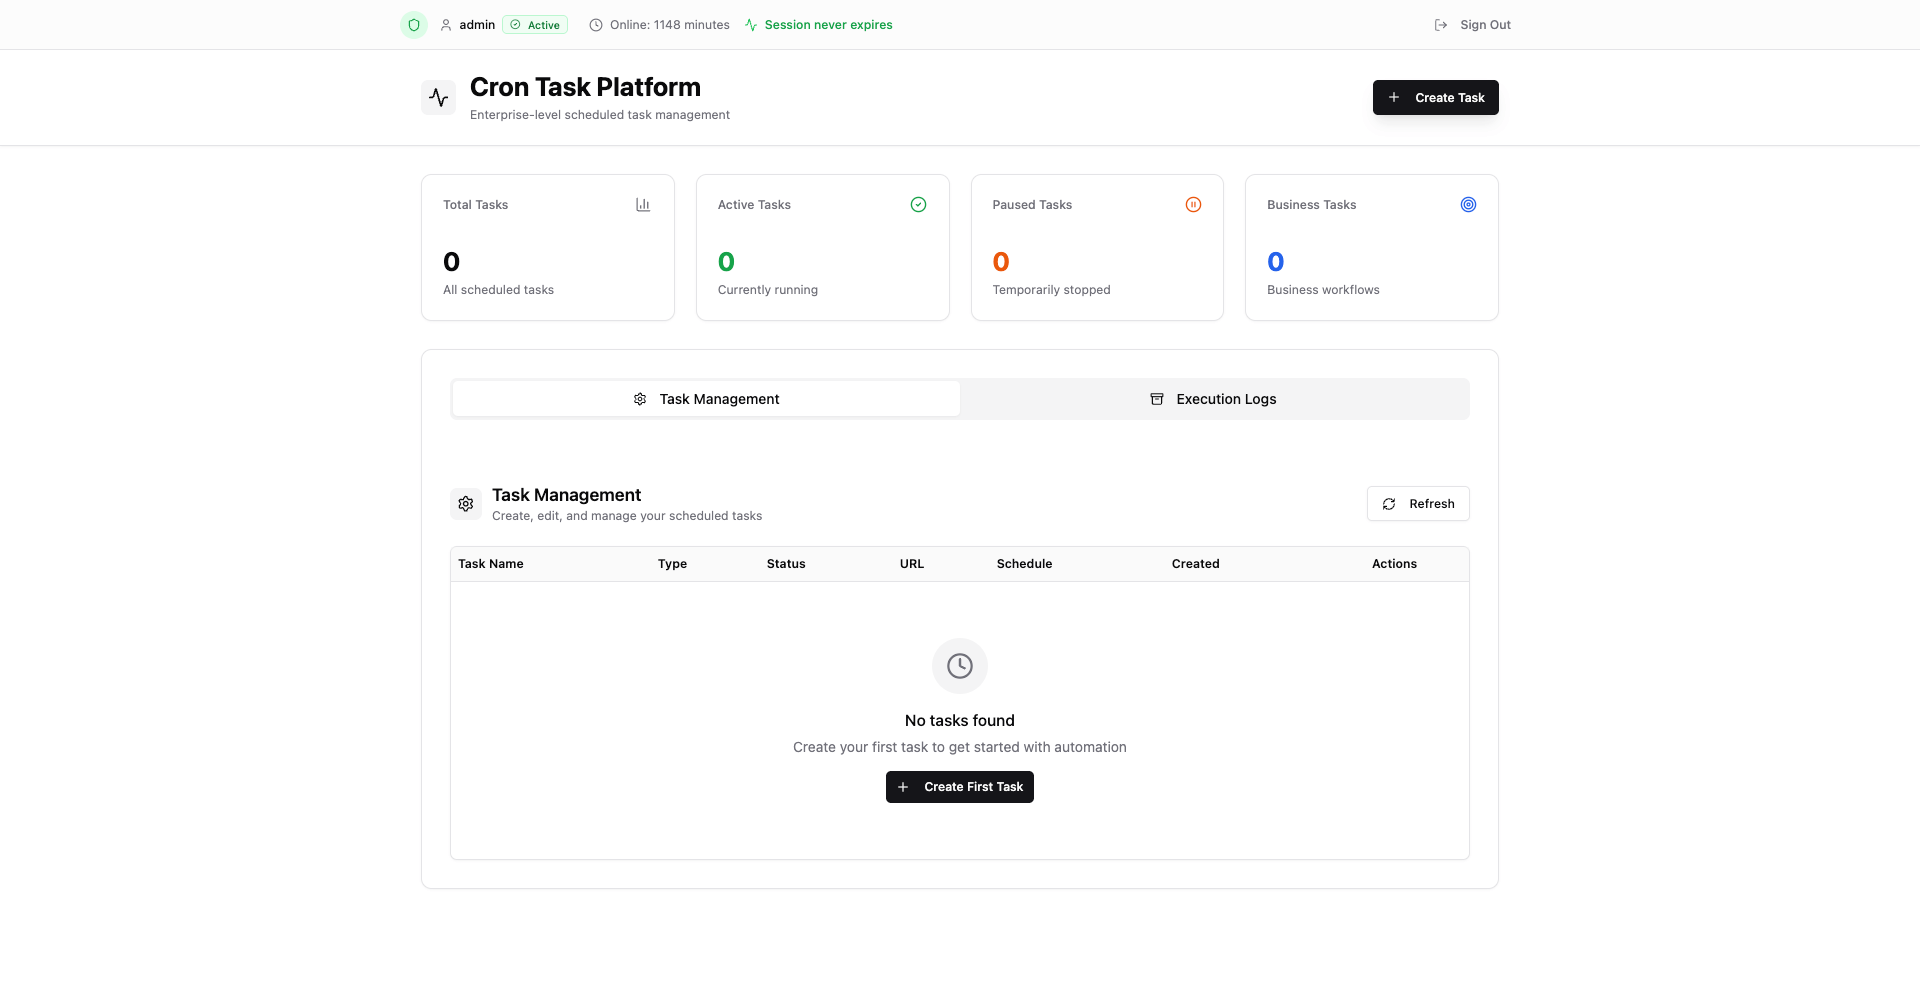 admin
Active
Online: 1148 minutes
Session never expires
Sign Out
Cron Task Platform
Enterprise-level scheduled task management
Create Task
Total Tasks
0
All scheduled tasks
Active Tasks
0
Currently running
Paused Tasks
0
Temporarily stopped
Business Tasks
0
Business workflows
Task Management
Execution Logs
Task Management
Create, edit, and manage your scheduled tasks
Refresh
Task Name Type Status URL Schedule Created Actions
No tasks found
Create your first task to get started with automation
Create First Task